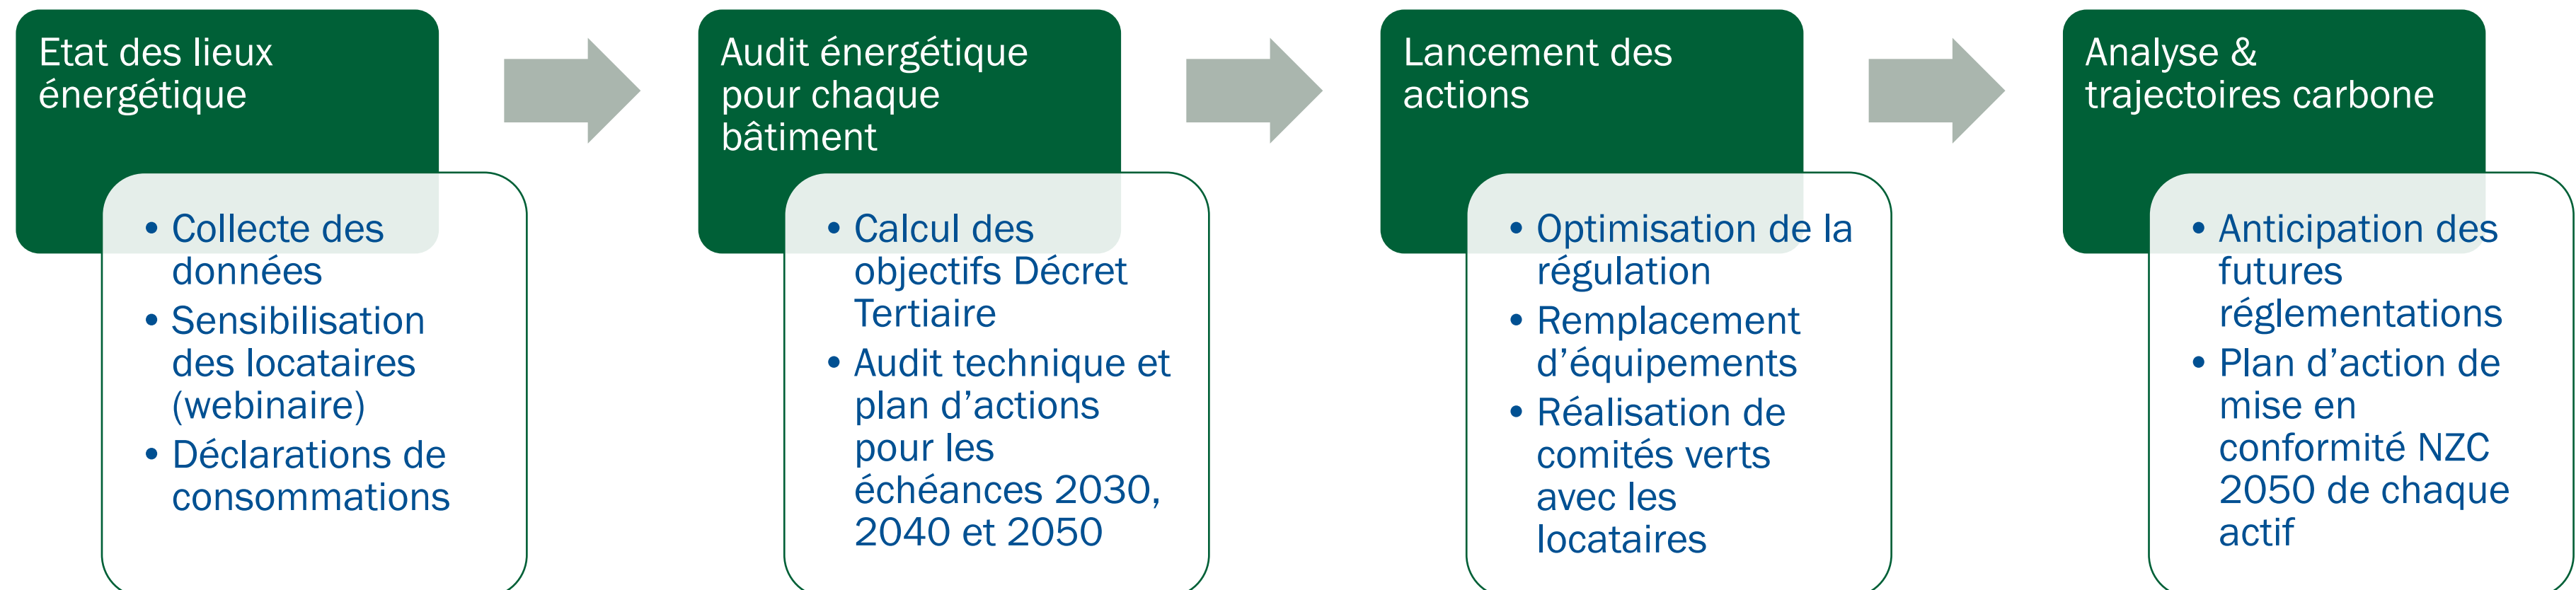 Etat des lieux
énergétique
• Collecte des
données
• Sensibilisation
des locataires
(webinaire)
• Déclarations de
consommations
Audit énergétique
pour chaque
bâtiment
• Calcul des
objectifs Décret
Tertiaire
• Audit technique et
plan d’actions
pour les
échéances 2030,
2040 et 2050
Lancement des
actions
• Optimisation de la
régulation
• Remplacement
d’équipements
• Réalisation de
comités verts
avec les
locataires
Analyse &
trajectoires carbone
• Anticipation des
futures
réglementations
• Plan d’action de
mise en
conformité NZC
2050 de chaque
actif